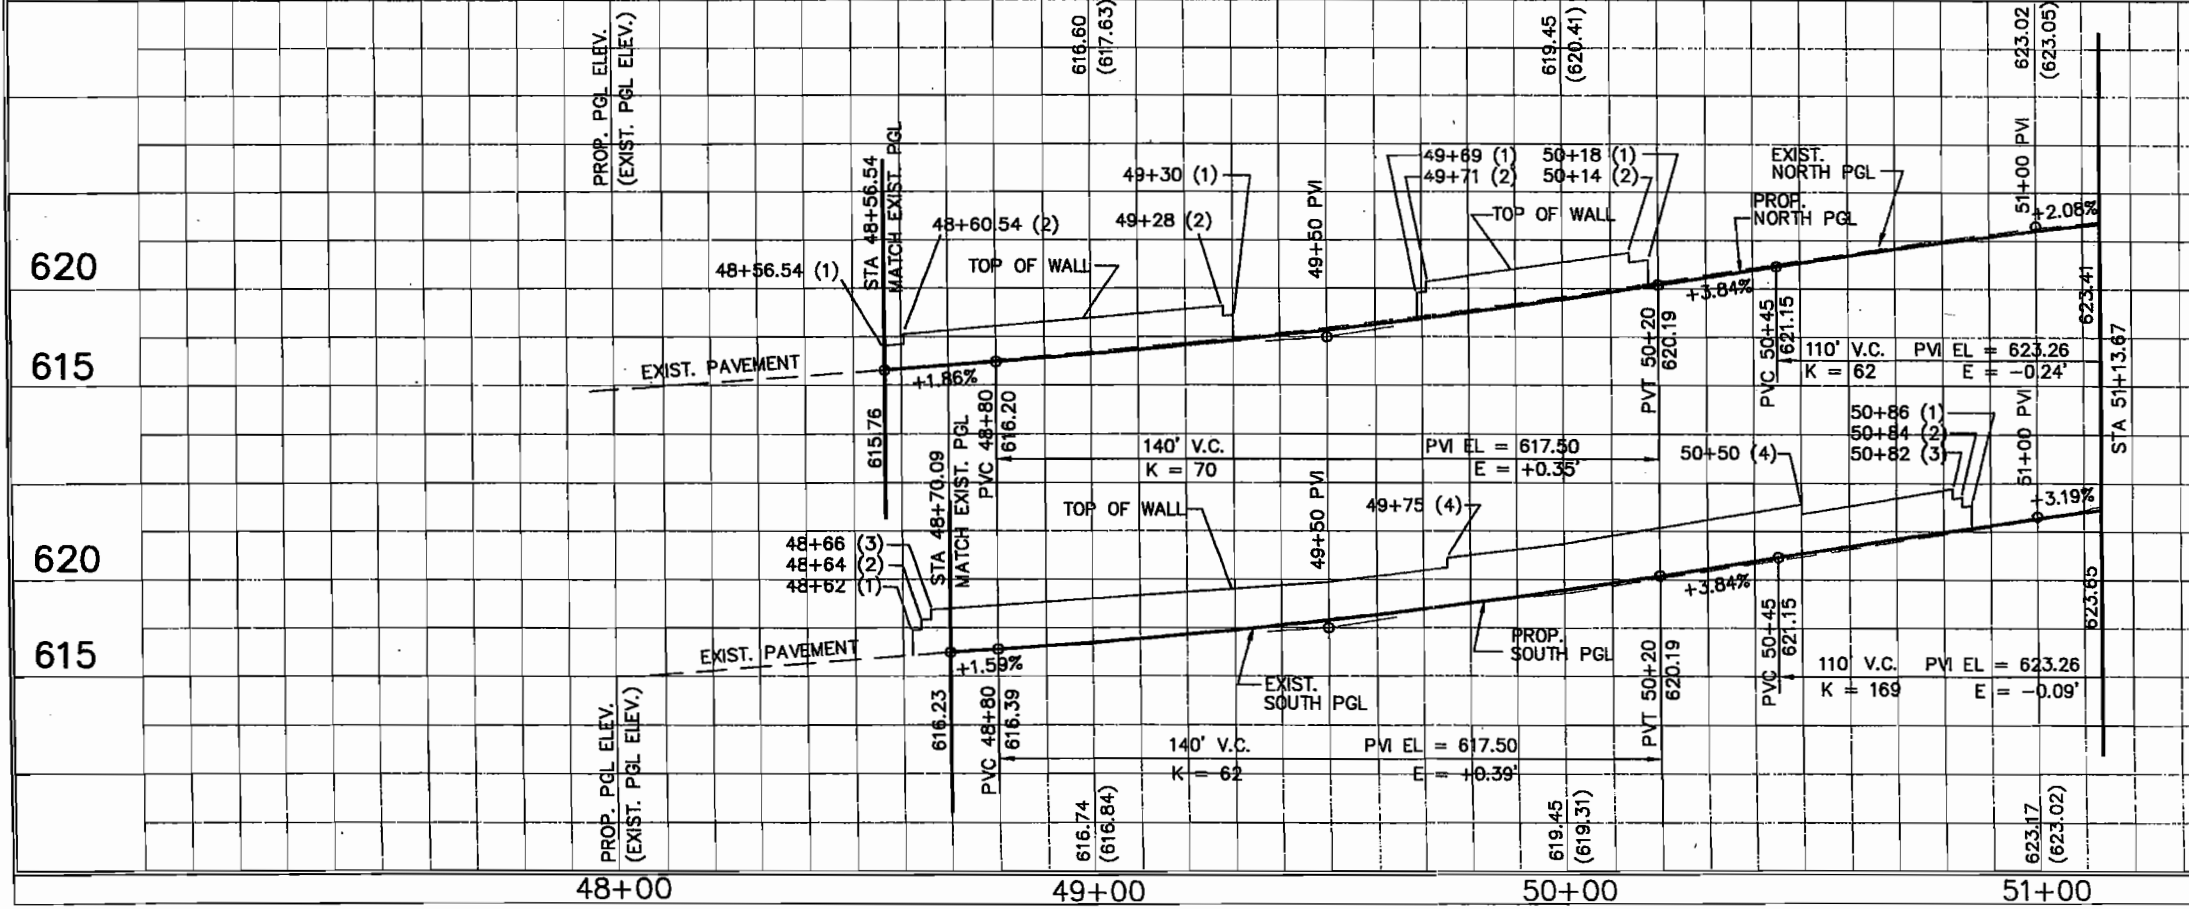 PROP. PGL ELEV.
(EXIST. PGL ELEV.)
616.60
(617.63)
619.45
(620.41)
623.02
(623.05)
STA 48+56.54
MATCH EXIST. PGL
49+30 (1)
49+28 (2)
48+60.54 (2)
48+56.54 (1)
TOP OF WALL
49+50 PVI
49+69 (1)
49+71 (2)
50+18 (1)
50+14 (2)
TOP OF WALL
EXIST.
NORTH PGL
PROP.
NORTH PGL
51+00 PVI
+2.08%
620
615
EXIST. PAVEMENT
+1.86%
+3.84%
615.76
PVC 48+80
616.20
140' V.C.
K = 70
PVI EL = 617.50
E = +0.35'
PVT 50+20
620.19
PVC 50+45
621.15
110' V.C.
K = 62
PVI EL = 623.26
E = -0.24'
623.41
STA 51+13.67
STA 48+70.09
MATCH EXIST. PGL
48+66 (3)
48+64 (2)
48+62 (1)
TOP OF WALL
49+50 PVI
49+75 (4)
50+50 (4)
50+86 (1)
50+84 (2)
50+82 (3)
51+00 PVI
+3.19%
620
615
EXIST. PAVEMENT
+1.59%
+3.84%
EXIST.
SOUTH PGL
PROP.
SOUTH PGL
616.23
PVC 48+80
616.39
140' V.C.
K = 62
PVI EL = 617.50
E = +0.39'
PVT 50+20
620.19
PVC 50+45
621.15
110' V.C.
K = 169
PVI EL = 623.26
E = -0.09'
623.65
PROP. PGL ELEV.
(EXIST. PGL ELEV.)
616.74
(616.84)
619.45
(619.31)
623.17
(623.02)
48+00
49+00
50+00
51+00